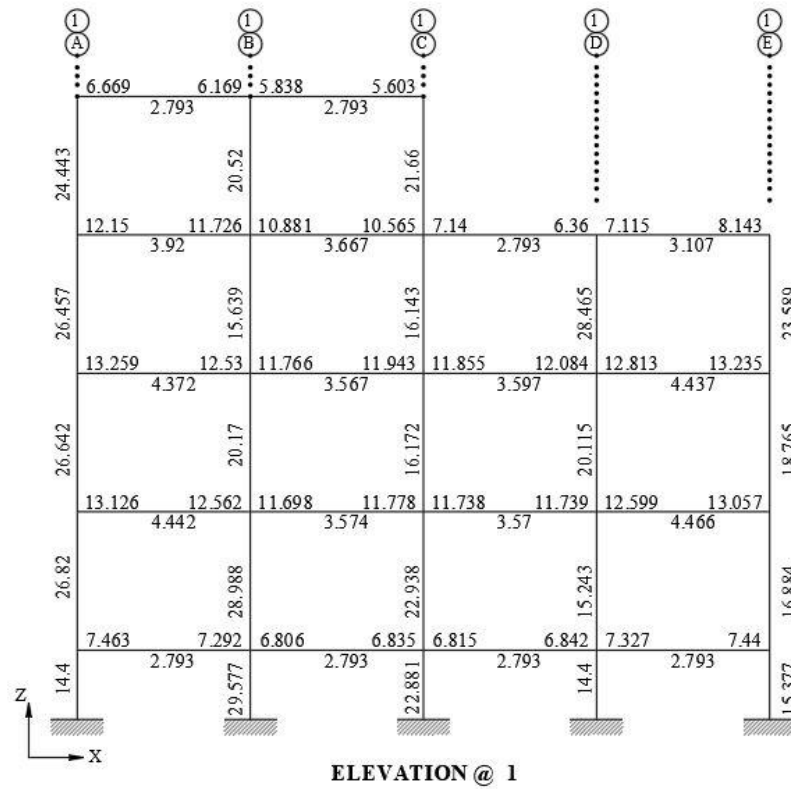 1 1 1 1 1
A B C D E
6.669 6.169 5.838 5.603
2.793 2.793
24.443 20.52 21.66
12.15 11.726 10.881 10.565 7.14 6.36 7.115 8.143
3.92 3.667 2.793 3.107
26.457 15.639 16.143 28.465 23.589
13.259 12.53 11.766 11.943 11.855 12.084 12.813 13.235
4.372 3.567 3.597 4.437
26.642 20.17 16.172 20.115 18.765
13.126 12.562 11.698 11.778 11.738 11.739 12.599 13.057
4.442 3.574 3.57 4.466
26.82 28.988 22.938 15.243 16.884
7.463 7.292 6.806 6.835 6.815 6.842 7.327 7.44
2.793 2.793 2.793 2.793
14.4 29.577 22.881 14.4 15.377
Z
X
ELEVATION @ 1